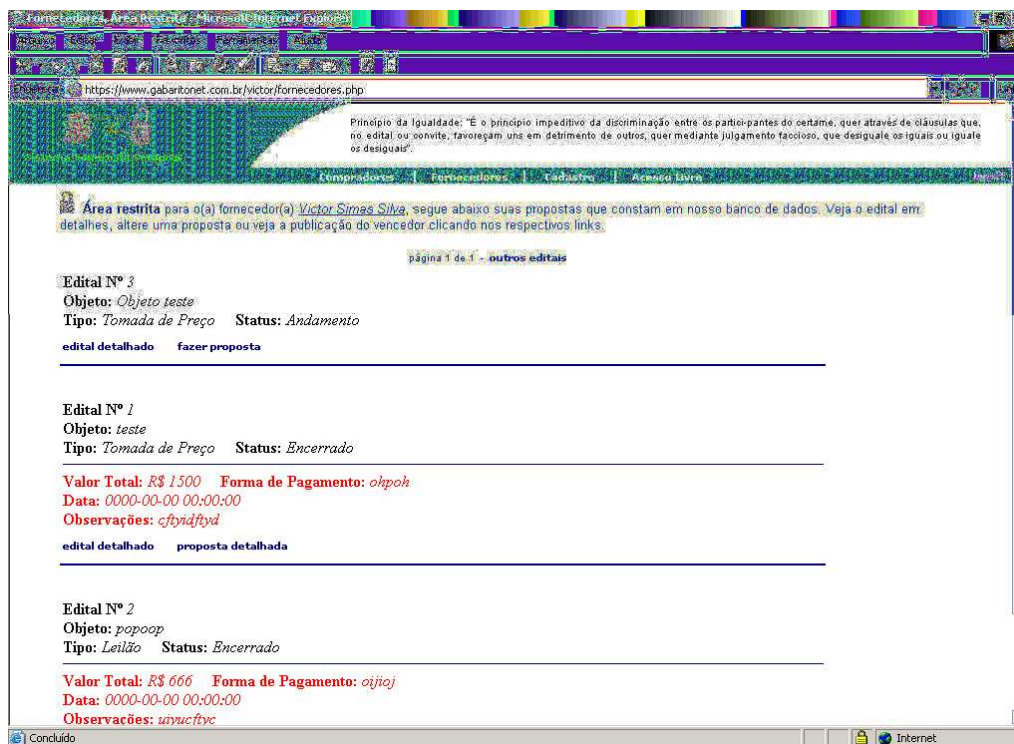 Fornecedores, Área Restrita - Microsoft Internet Explorer
https://www.gabaritonet.com.br/victor/fornecedores.php
Princípio da Igualdade: "É o princípio impeditivo da discriminação entre os partici-pantes do certame, quer através de cláusulas que,
no edital ou convite, favoreçam uns em detrimento de outros, quer mediante julgamento faccioso, que desiguale os iguais ou iguale
os desiguais".
Compradores | Fornecedores | Cadastro | Acesso Livre
Área restrita para o(a) fornecedor(a) Victor Simas Silva, segue abaixo suas propostas que constam em nosso banco de dados. Veja o edital em
detalhes, altere uma proposta ou veja a publicação do vencedor clicando nos respectivos links.
página 1 de 1 - outros editais
Edital Nº 3
Objeto: Objeto teste
Tipo: Tomada de Preço Status: Andamento
edital detalhado fazer proposta
Edital Nº 1
Objeto: teste
Tipo: Tomada de Preço Status: Encerrado
Valor Total: R$ 1500 Forma de Pagamento: ohpoh
Data: 0000-00-00 00:00:00
Observações: cftyidftyd
edital detalhado proposta detalhada
Edital Nº 2
Objeto: popoop
Tipo: Leilão Status: Encerrado
Valor Total: R$ 666 Forma de Pagamento: oijioj
Data: 0000-00-00 00:00:00
Observações: uiyucftyc
Concluído Internet